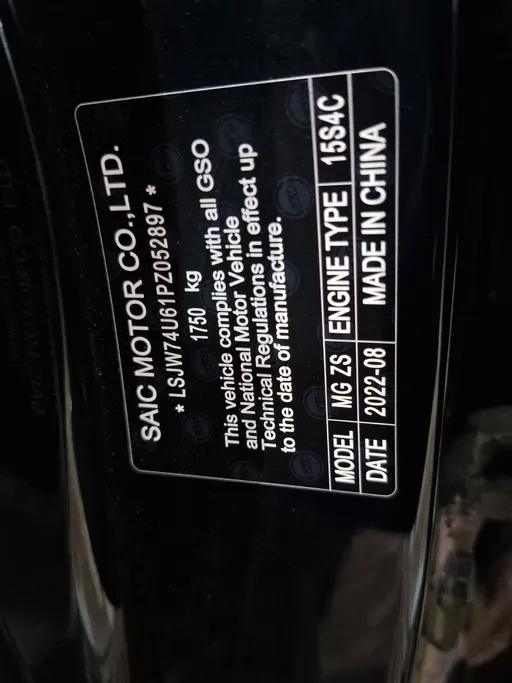 SAIC MOTOR CO.,LTD.
* LSJW74U61PZ052897 *
1750 kg
This vehicle complies with all GSO
and National Motor Vehicle
Technical Regulations in effect up
to the date of manufacture.
MODEL MG ZS ENGINE TYPE 15S4C
DATE 2022-08 MADE IN CHINA